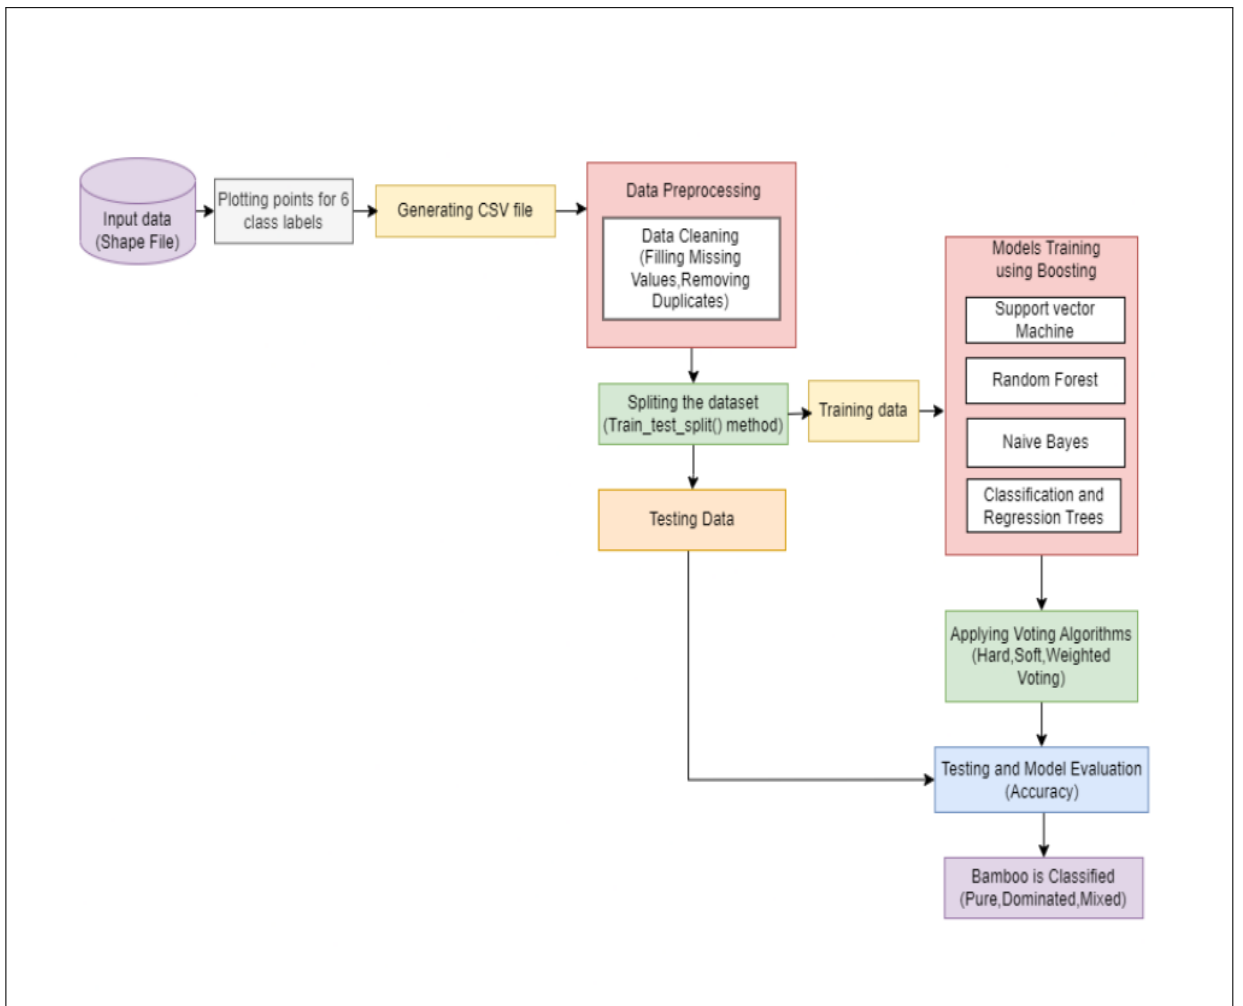 Input data
(Shape File)
Plotting points for 6
class labels
Generating CSV file
Data Preprocessing
Data Cleaning
(Filling Missing
Values,Removing
Duplicates)
Models Training
using Boosting
Support vector
Machine
Random Forest
Naive Bayes
Classification and
Regression Trees
Spliting the dataset
(Train_test_split() method)
Training data
Testing Data
Applying Voting Algorithms
(Hard,Soft,Weighted
Voting)
Testing and Model Evaluation
(Accuracy)
Bamboo is Classified
(Pure,Dominated,Mixed)